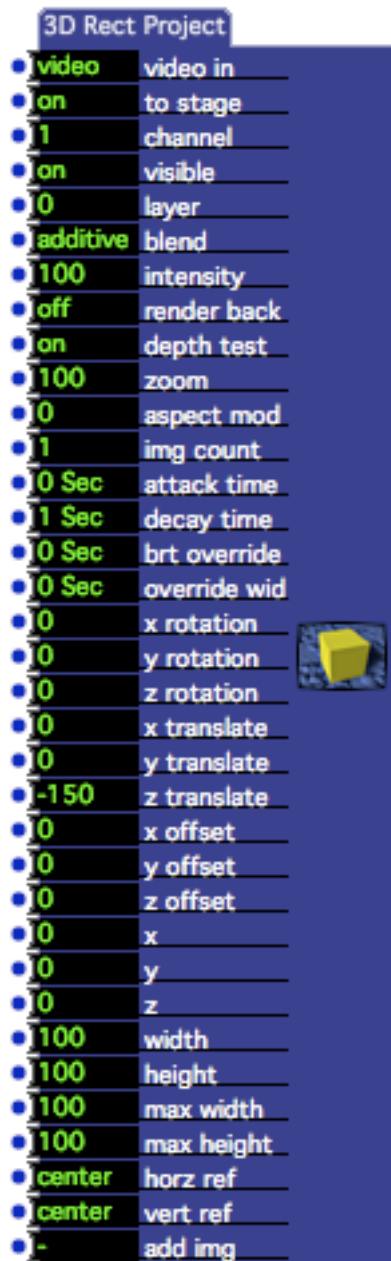 3D Rect Project
video video in
on to stage
1 channel
on visible
0 layer
additive blend
100 intensity
off render back
on depth test
100 zoom
0 aspect mod
1 img count
0 Sec attack time
1 Sec decay time
0 Sec brt override
0 Sec override wid
0 x rotation
0 y rotation
0 z rotation
0 x translate
0 y translate
-150 z translate
0 x offset
0 y offset
0 z offset
0 x
0 y
0 z
100 width
100 height
100 max width
100 max height
center horz ref
center vert ref
- add img